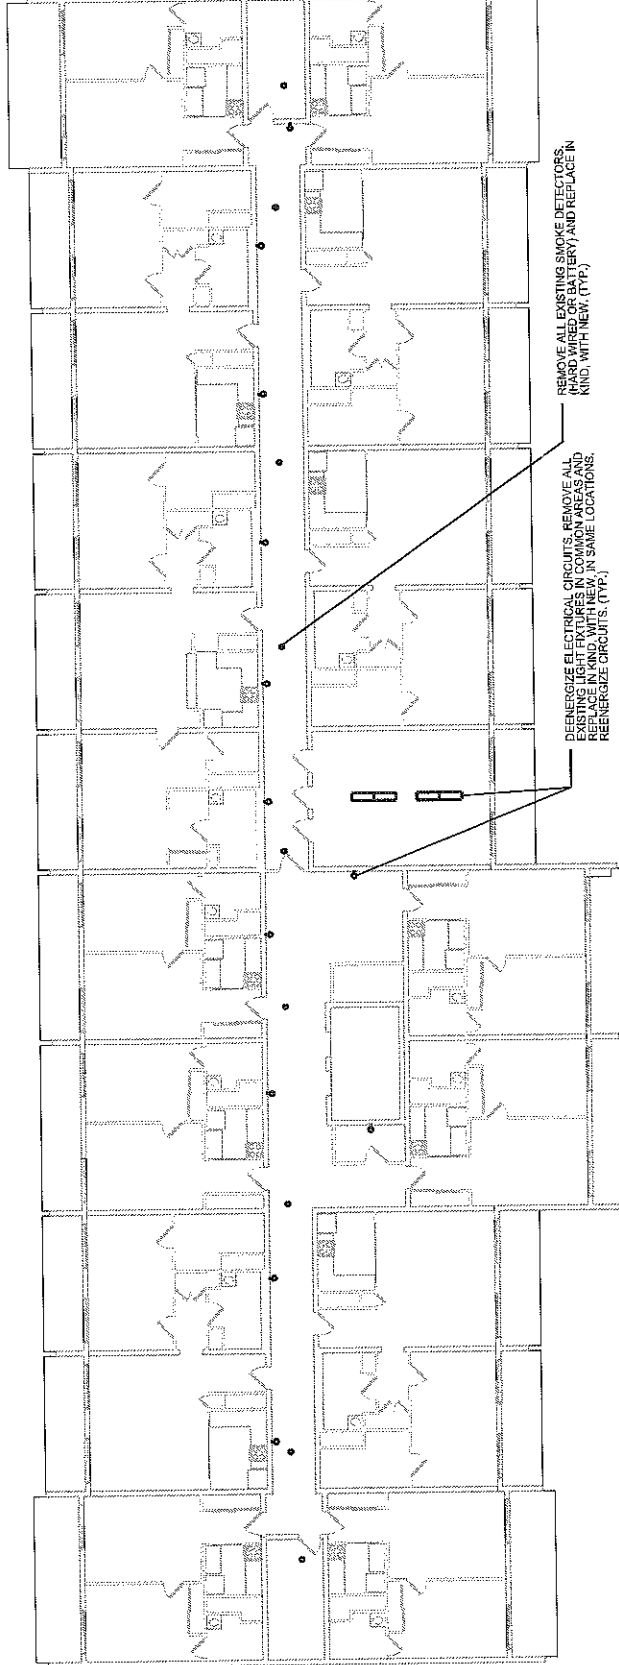 REMOVE ALL EXISTING SMOKE DETECTORS,
(HARD WIRED OR BATTERY) AND REPLACE IN
KIND, WITH NEW, (TYP.)
DEENERGIZE ELECTRICAL CIRCUITS, REMOVE ALL
EXISTING LIGHT FIXTURES IN COMMON AREAS AND
REPLACE IN KIND, WITH NEW, IN SAME LOCATIONS.
REENERGIZE CIRCUITS. (TYP.)